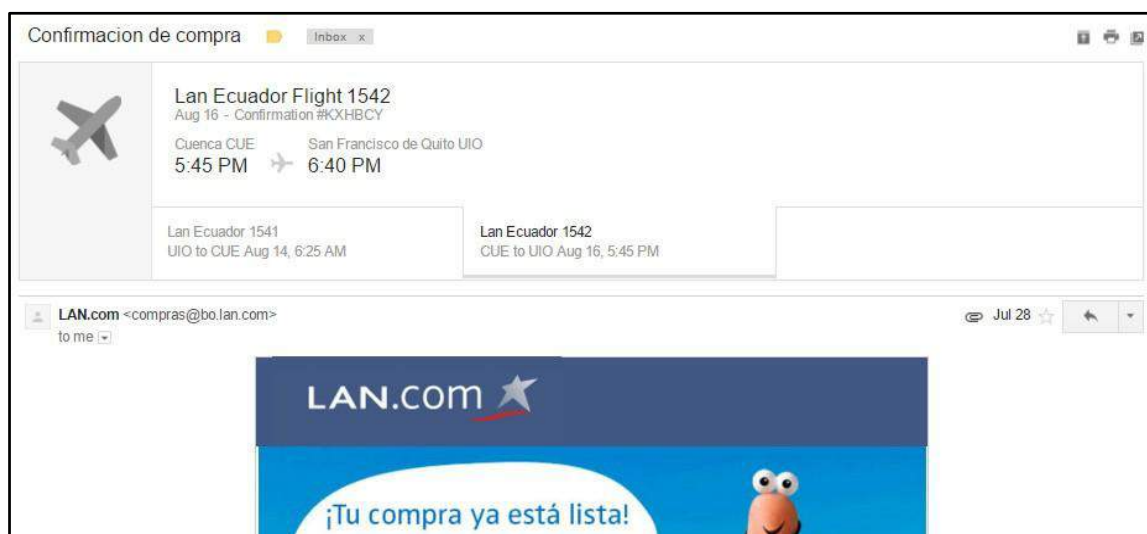 Confirmacion de compra Inbox x
Lan Ecuador Flight 1542
Aug 16 - Confirmation #KXHBCY
Cuenca CUE San Francisco de Quito UIO
5:45 PM 6:40 PM
Lan Ecuador 1541 Lan Ecuador 1542
UIO to CUE Aug 14, 6:25 AM CUE to UIO Aug 16, 5:45 PM
LAN.com <compras@bo.lan.com> Jul 28
to me
LAN.com
¡Tu compra ya está lista!